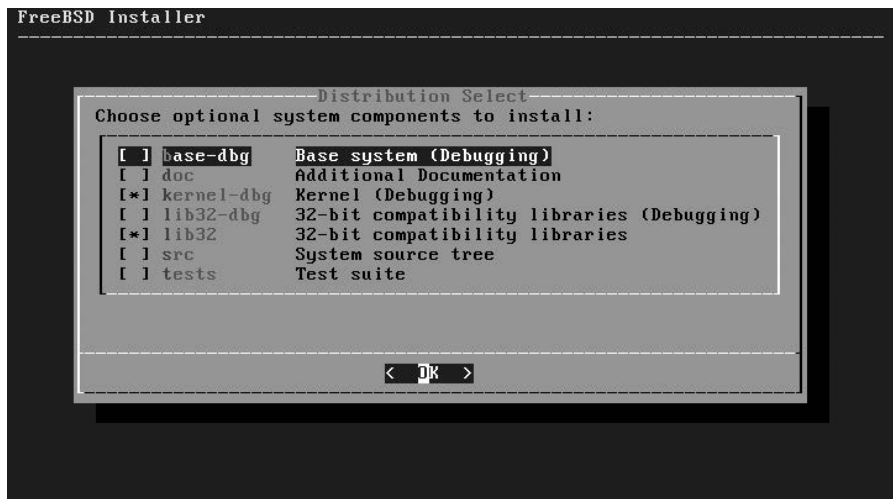 FreeBSD Installer
Distribution Select
Choose optional system components to install:
[ ] base-dbg Base system (Debugging)
[ ] doc Additional Documentation
[*] kernel-dbg Kernel (Debugging)
[ ] lib32-dbg 32-bit compatibility libraries (Debugging)
[*] lib32 32-bit compatibility libraries
[ ] src System source tree
[ ] tests Test suite
< OK >